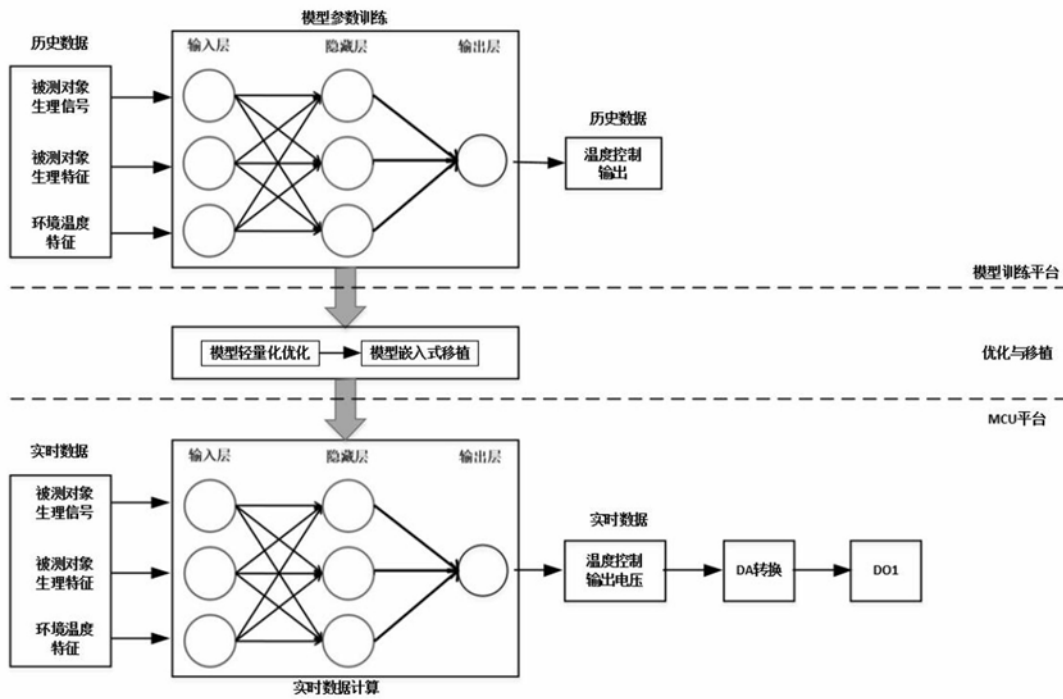 模型参数训练
历史数据
输入层
隐藏层
输出层
被测对象
生理信号
被测对象
生理特征
环境温度
特征
历史数据
温度控制
输出
模型训练平台
模型轻量化优化
模型嵌入式移植
优化与移植
MCU平台
实时数据
输入层
隐藏层
输出层
被测对象
生理信号
被测对象
生理特征
环境温度
特征
实时数据
温度控制
输出电压
DA转换
DO1
实时数据计算